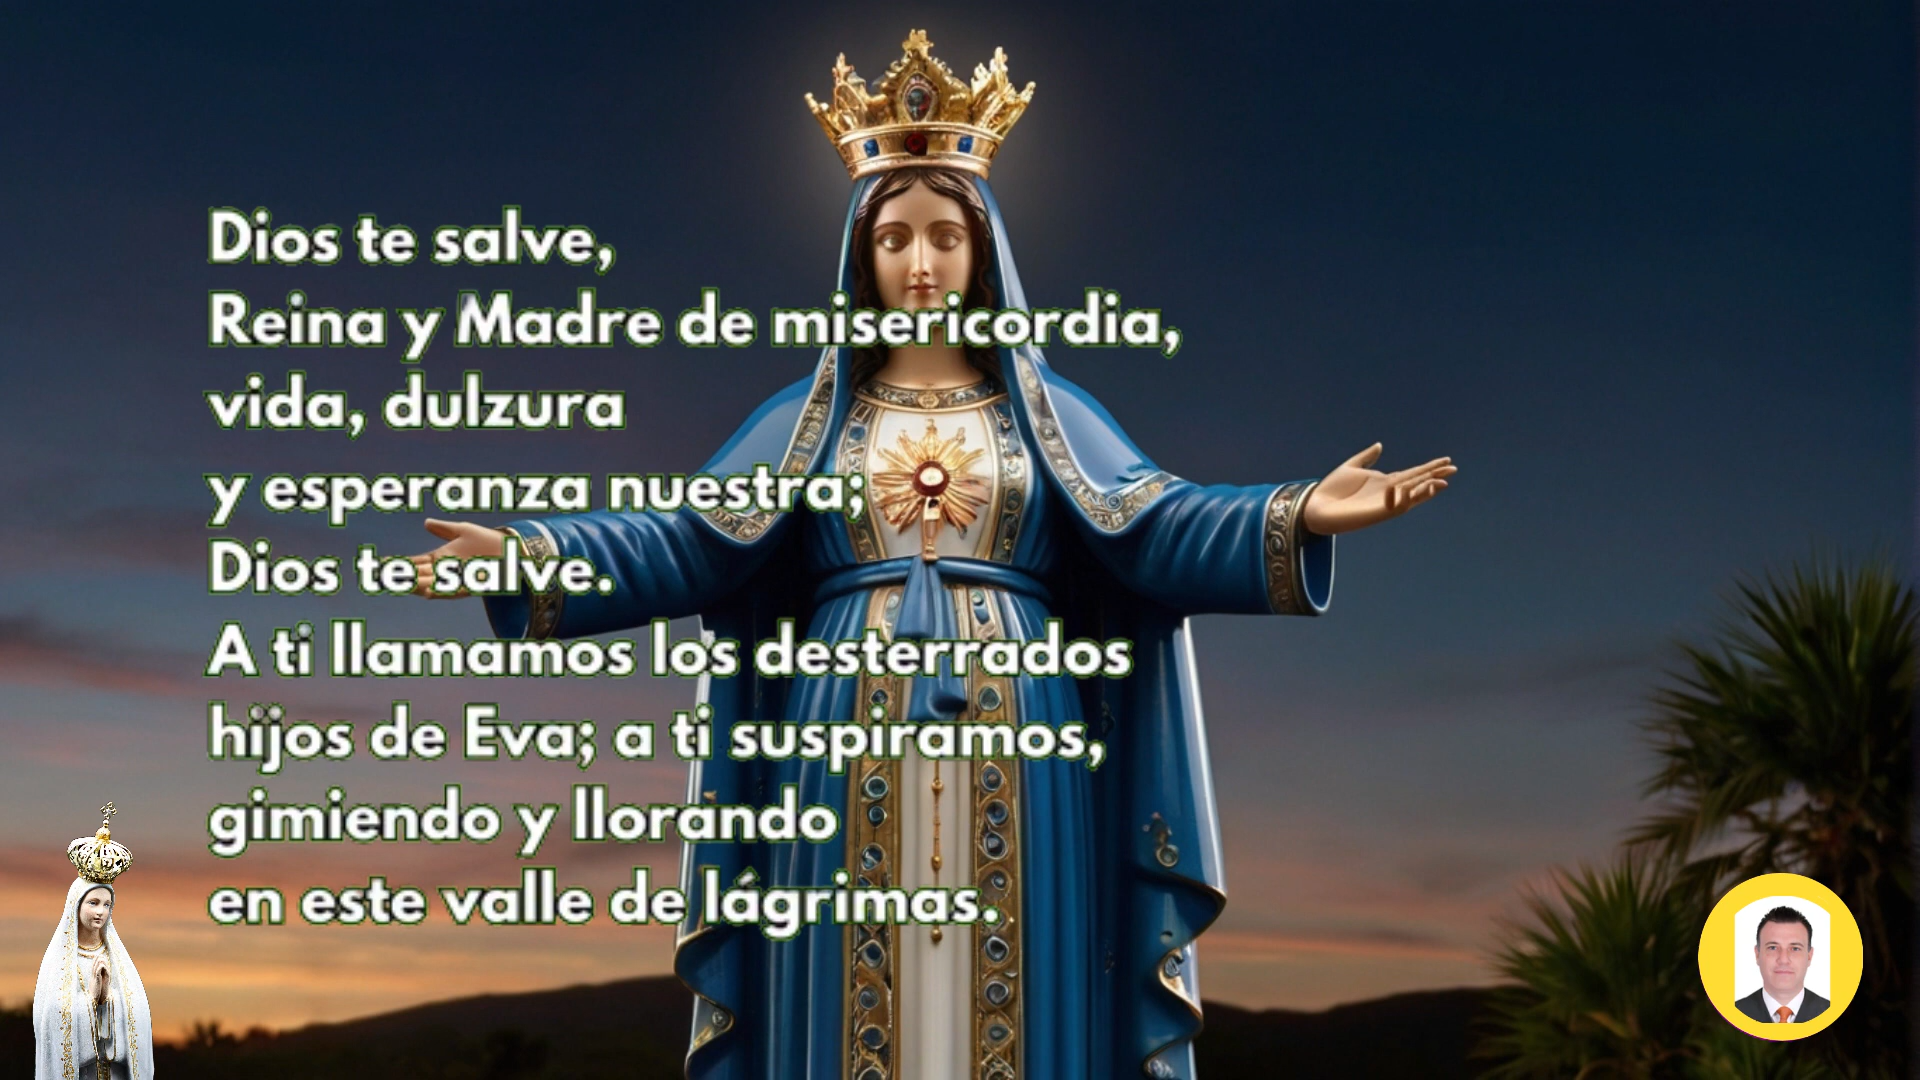 Dios te salve,
Reina y Madre de misericordia,
vida, dulzura
y esperanza nuestra;
Dios te salve.
A ti llamamos los desterrados
hijos de Eva; a ti suspiramos,
gimiendo y llorando
en este valle de lágrimas.